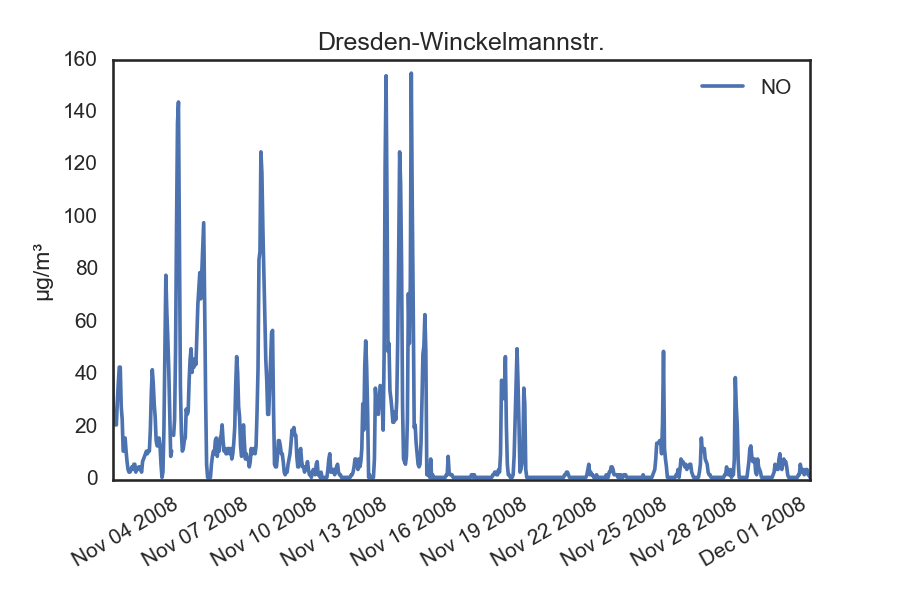 Dresden-Winckelmannstr.
NO
µg/m³
160
140
120
100
80
60
40
20
0
Nov 04 2008
Nov 07 2008
Nov 10 2008
Nov 13 2008
Nov 16 2008
Nov 19 2008
Nov 22 2008
Nov 25 2008
Nov 28 2008
Dec 01 2008